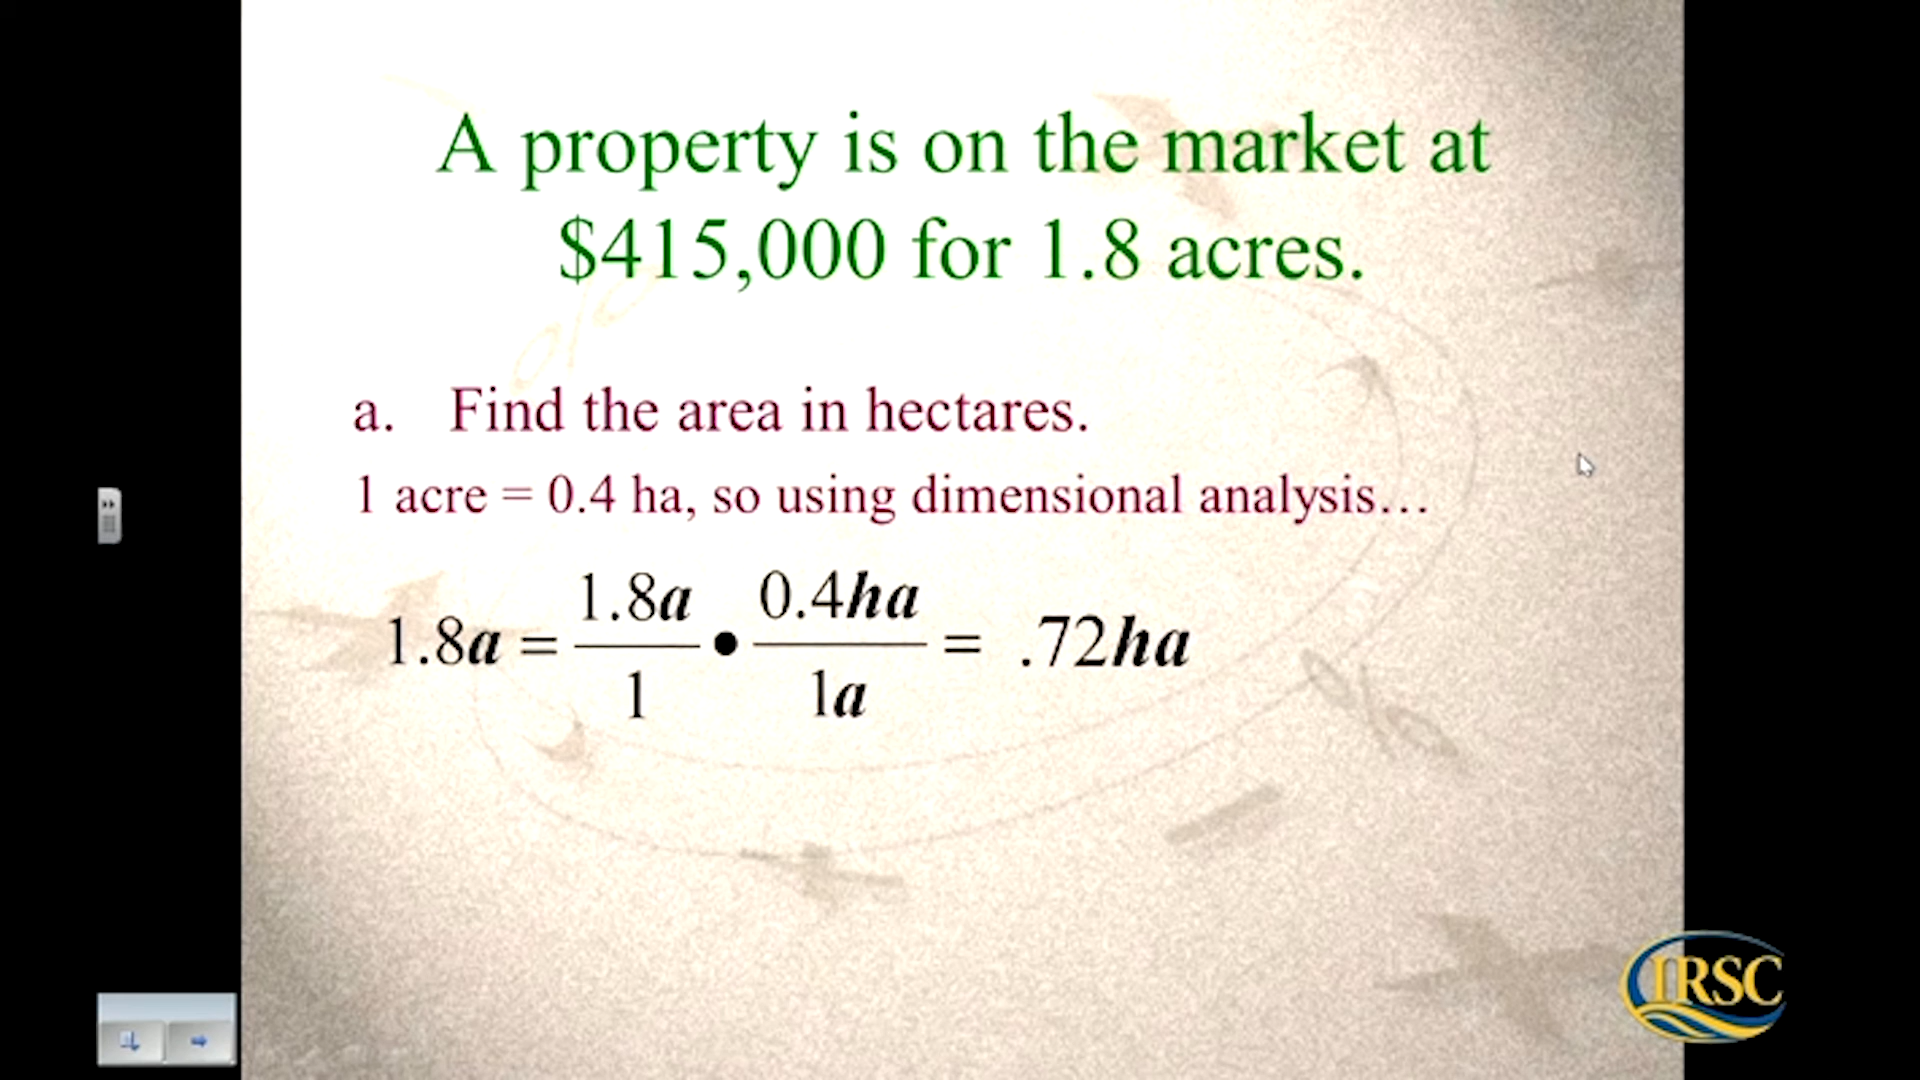 A property is on the market at
$415,000 for 1.8 acres.
a. Find the area in hectares.
1 acre = 0.4 ha, so using dimensional analysis…
1.8a = 1.8a/1 • 0.4ha/1a = .72ha
IRSC